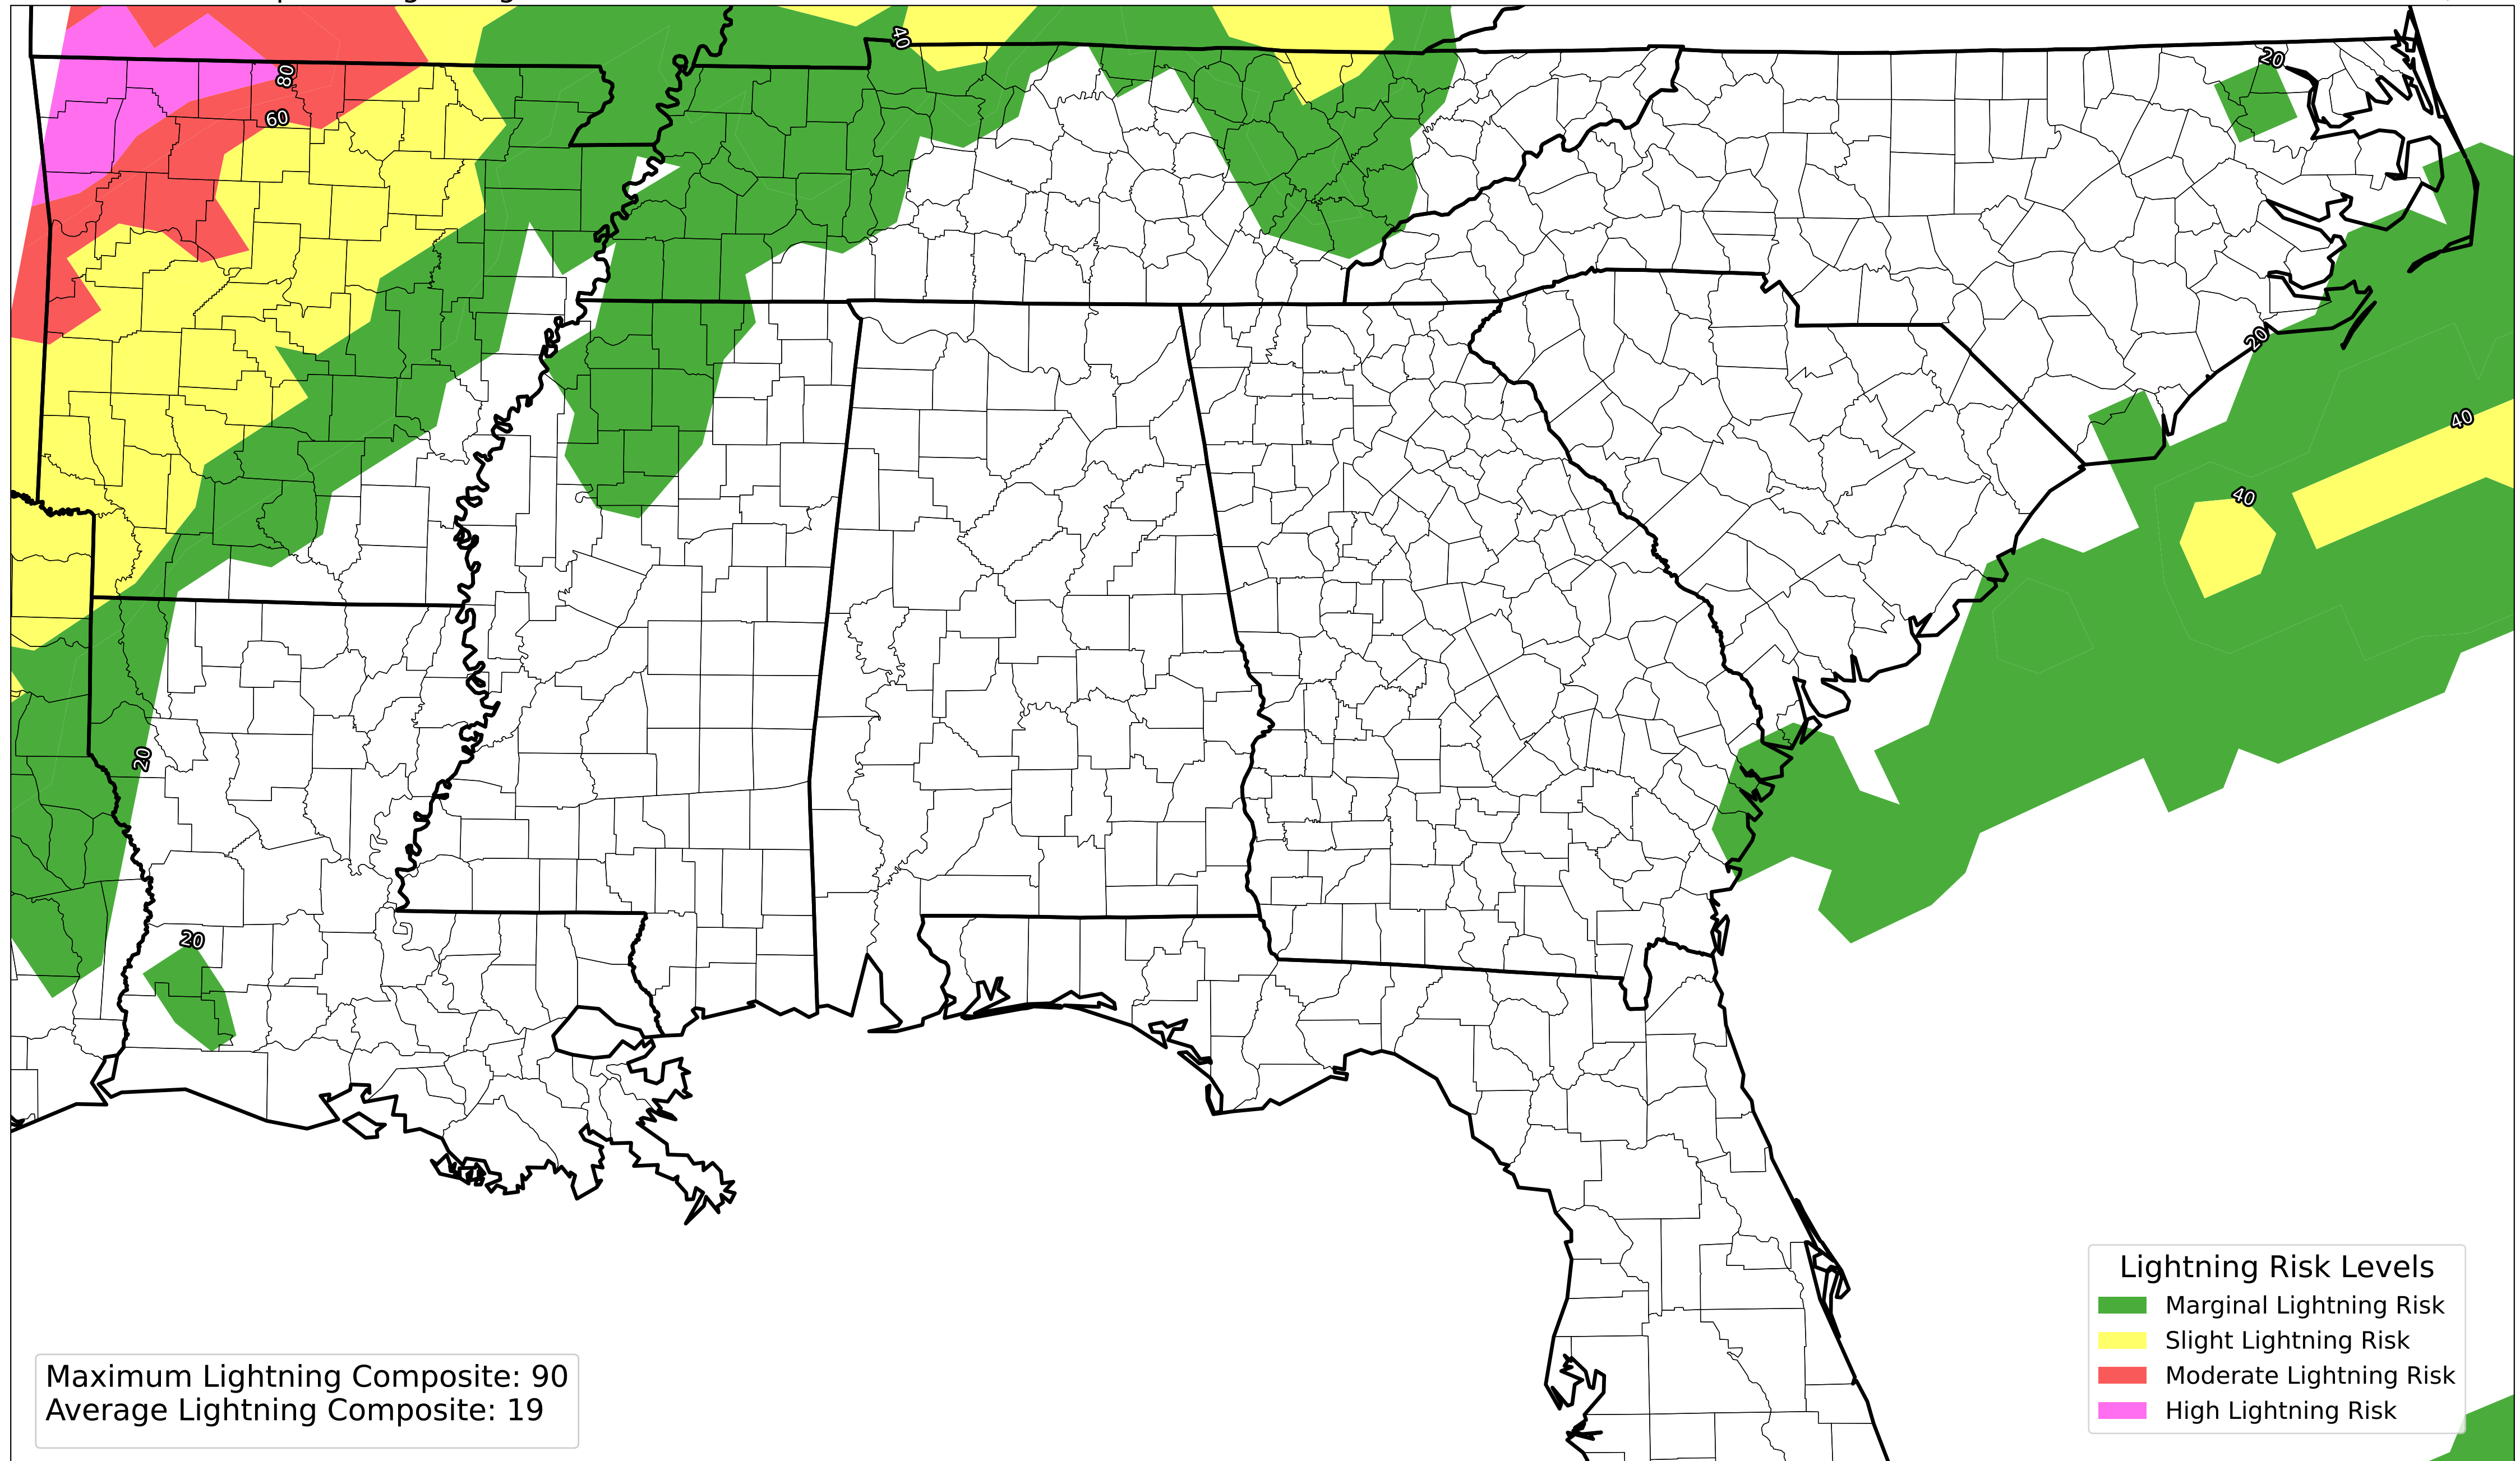 40
20
80
60
20
40
40
20
20
Lightning Risk Levels
Marginal Lightning Risk
Slight Lightning Risk
Moderate Lightning Risk
High Lightning Risk
Maximum Lightning Composite: 90
Average Lightning Composite: 19